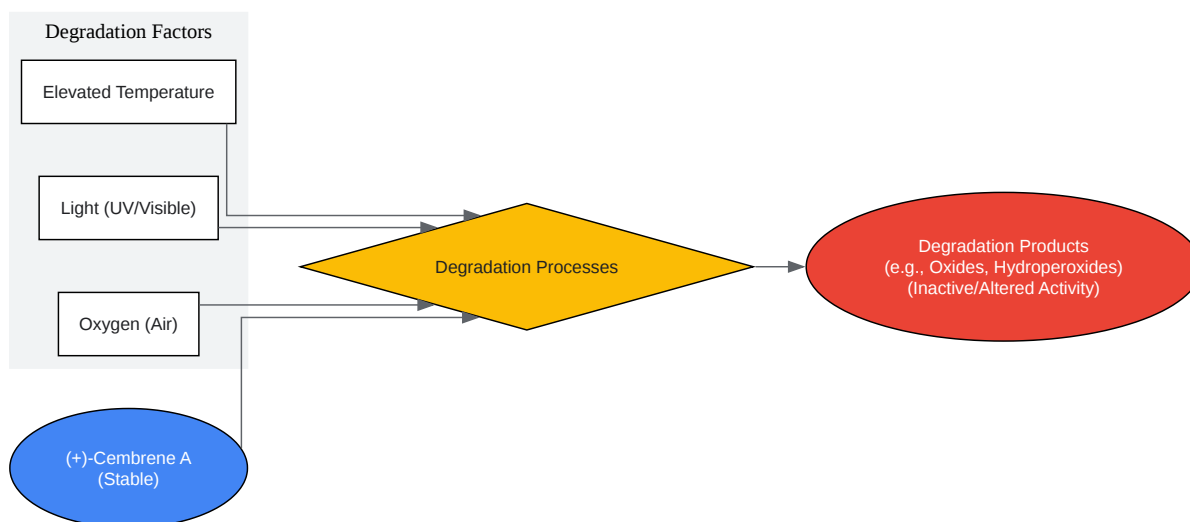 Degradation Factors
Elevated Temperature
Light (UV/Visible)
Oxygen (Air)
(+)-Cembrene A
(Stable)
Degradation Processes
Degradation Products
(e.g., Oxides, Hydroperoxides)
(Inactive/Altered Activity)